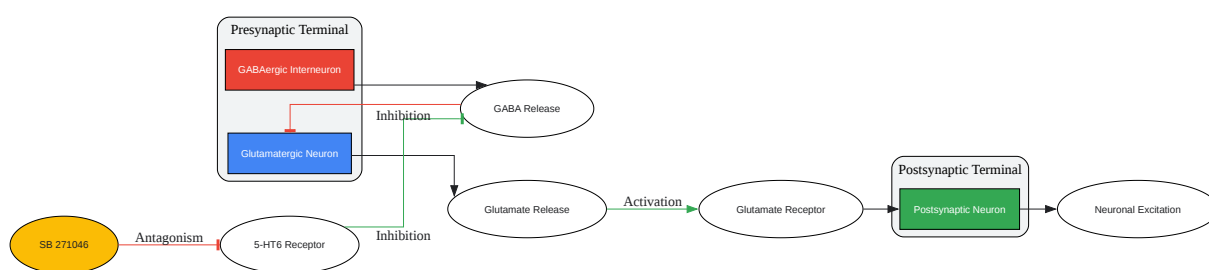 Presynaptic Terminal
GABAergic Interneuron
GABA Release
Inhibition
Glutamatergic Neuron
Postsynaptic Terminal
Glutamate Release
Activation
Glutamate Receptor
Postsynaptic Neuron
Neuronal Excitation
SB 271046
Antagonism
5-HT6 Receptor
Inhibition